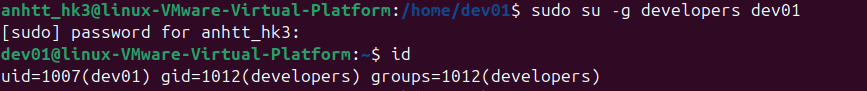 anhtt_hk3@linux-VMware-Virtual-Platform:/home/dev01$ sudo su -g developers dev01
[sudo] password for anhtt_hk3:
dev01@linux-VMware-Virtual-Platform:~$ id
uid=1007(dev01) gid=1012(developers) groups=1012(developers)